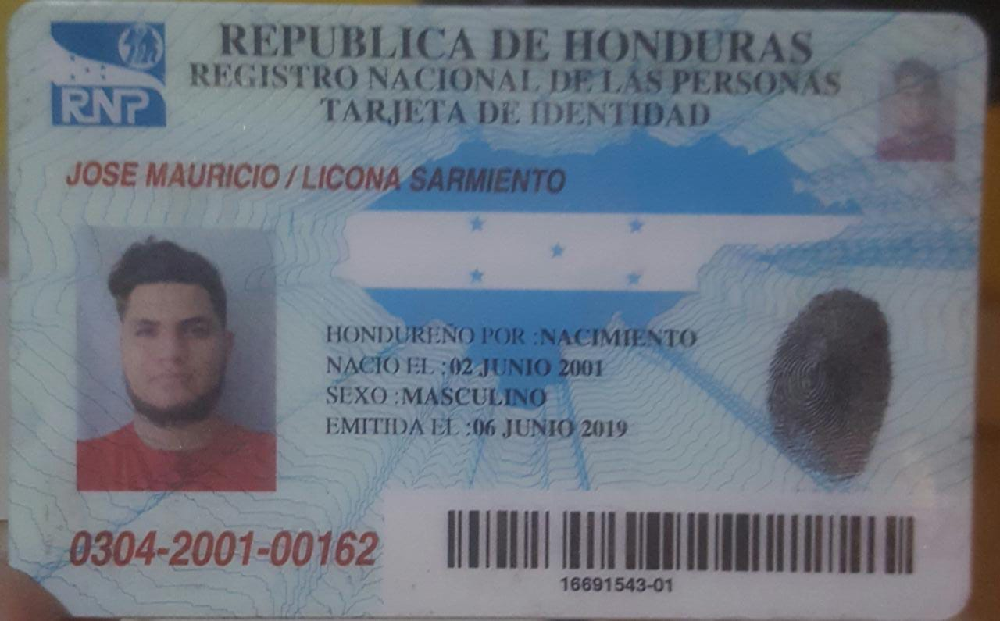 REPUBLICA DE HONDURAS
REGISTRO NACIONAL DE LAS PERSONAS
TARJETA DE IDENTIDAD
RNP
JOSE MAURICIO / LICONA SARMIENTO
HONDUREÑO POR :NACIMIENTO
NACIO EL :02 JUNIO 2001
SEXO :MASCULINO
EMITIDA EL :06 JUNIO 2019
0304-2001-00162
16691543-01